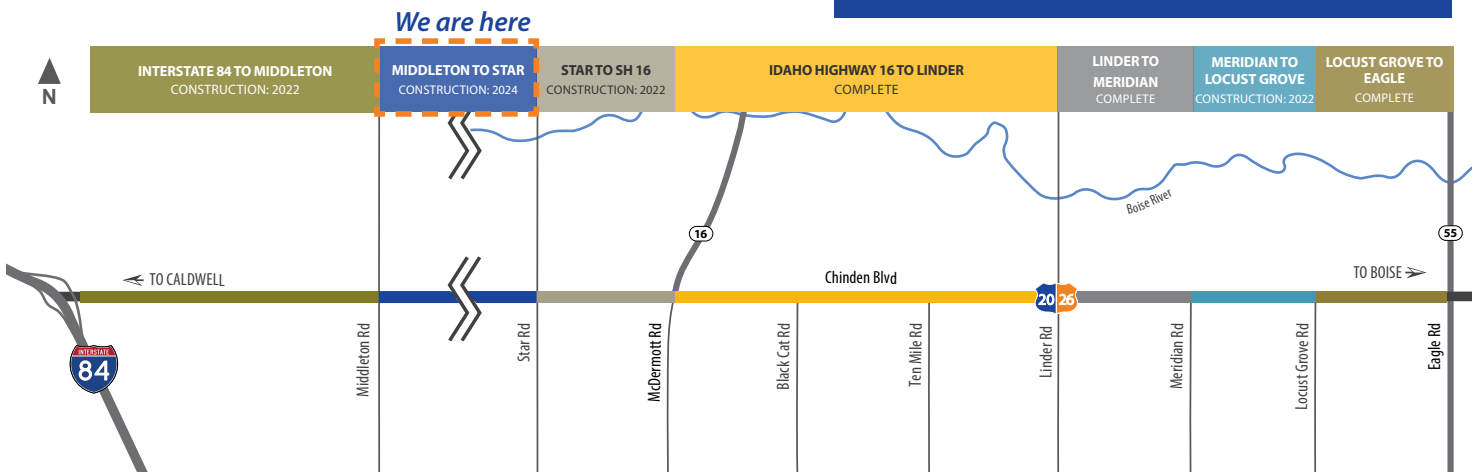 We are here
INTERSTATE 84 TO MIDDLETON
CONSTRUCTION: 2022
MIDDLETON TO STAR
CONSTRUCTION: 2024
STAR TO SH 16
CONSTRUCTION: 2022
IDAHO HIGHWAY 16 TO LINDER
COMPLETE
LINDER TO
MERIDIAN
COMPLETE
MERIDIAN TO
LOCUST GROVE
CONSTRUCTION: 2022
LOCUST GROVE TO
EAGLE
COMPLETE
N
Boise River
16
55
TO CALDWELL
Chinden Blvd
TO BOISE
20 26
INTERSTATE
84
Middleton Rd
Star Rd
McDermott Rd
Black Cat Rd
Ten Mile Rd
Linder Rd
Meridian Rd
Locust Grove Rd
Eagle Rd